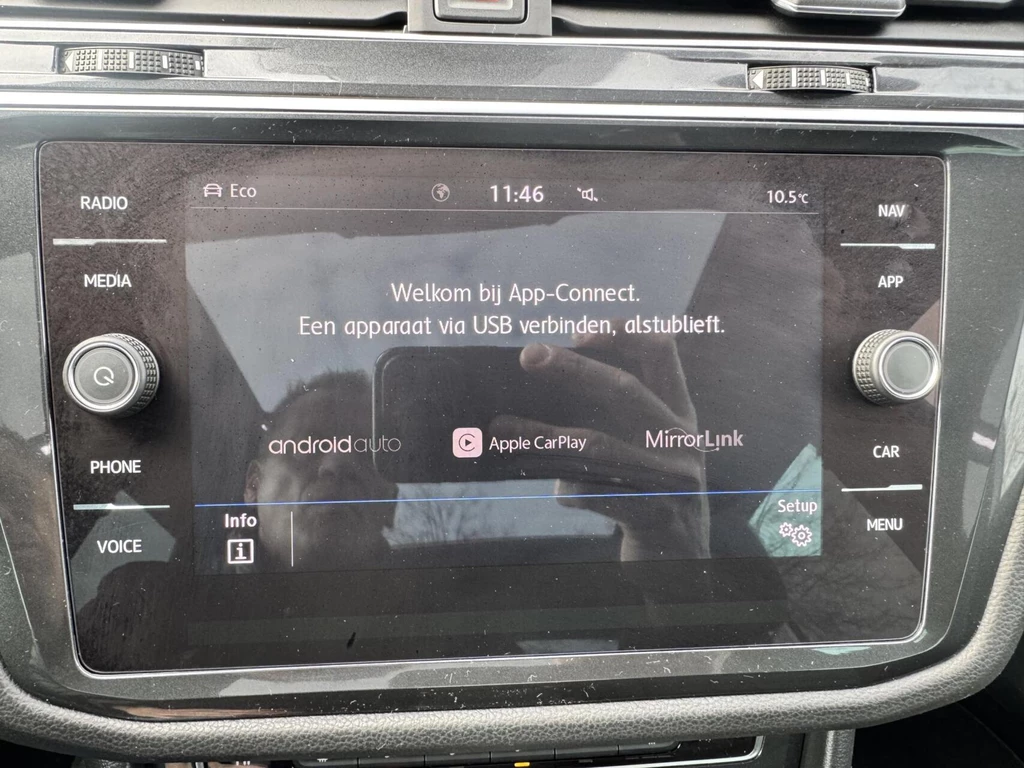 Eco 11:46 10.5°C
RADIO
MEDIA
PHONE
VOICE
Welkom bij App-Connect.
Een apparaat via USB verbinden, alstublieft.
androidauto Apple CarPlay MirrorLink
Info
Setup
NAV
APP
CAR
MENU